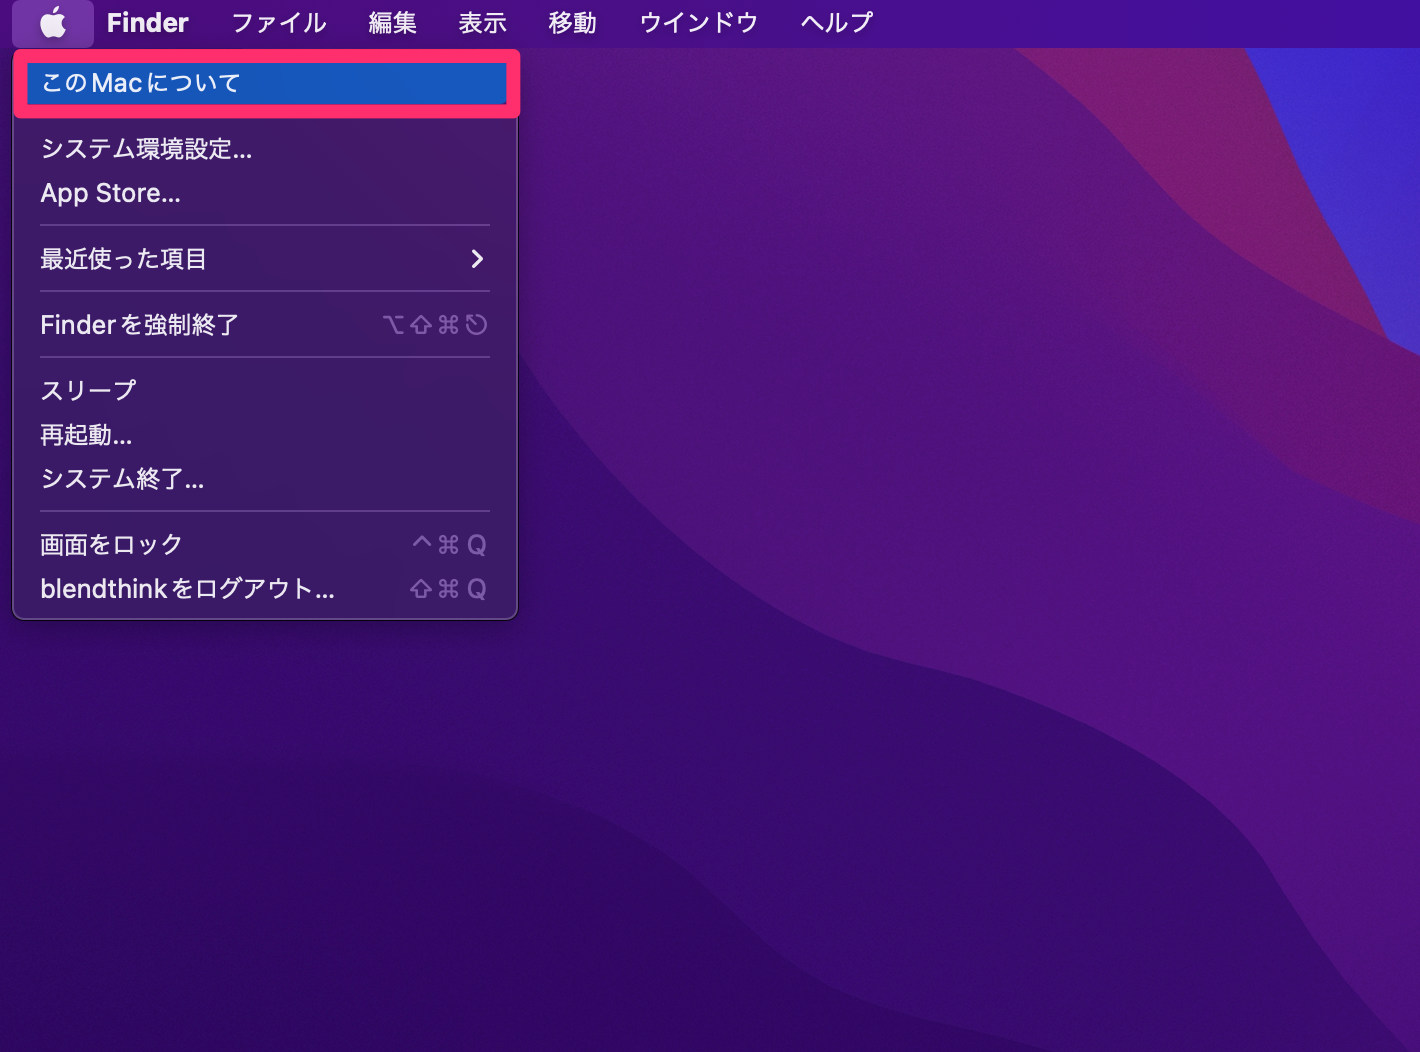 Finder ファイル 編集 表示 移動 ウインドウ ヘルプ
このMacについて
システム環境設定...
App Store...
最近使った項目
Finderを強制終了 ⌥⇧⌘⎋
スリープ
再起動...
システム終了...
画面をロック ^⌘Q
blendthinkをログアウト... ⇧⌘Q